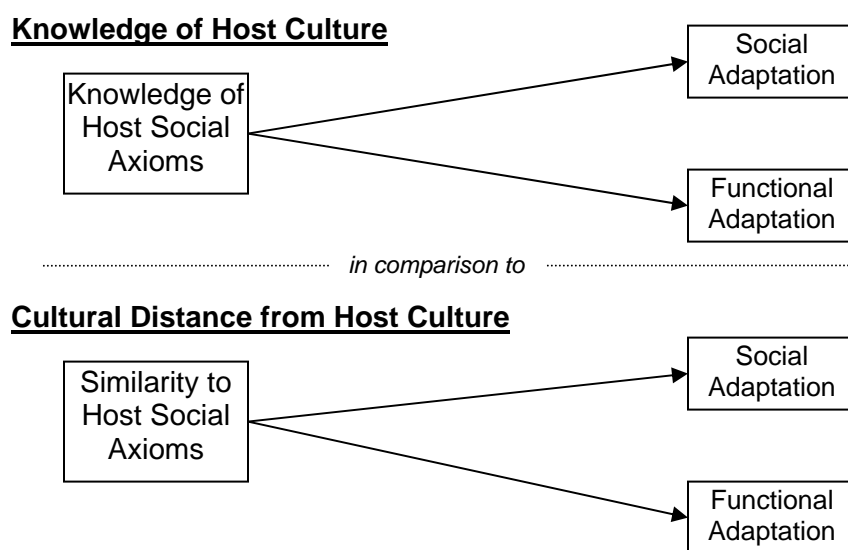 Knowledge of Host Culture
Social
Adaptation
Knowledge of
Host Social
Axioms
Functional
Adaptation
in comparison to
Cultural Distance from Host Culture
Social
Adaptation
Similarity to
Host Social
Axioms
Functional
Adaptation